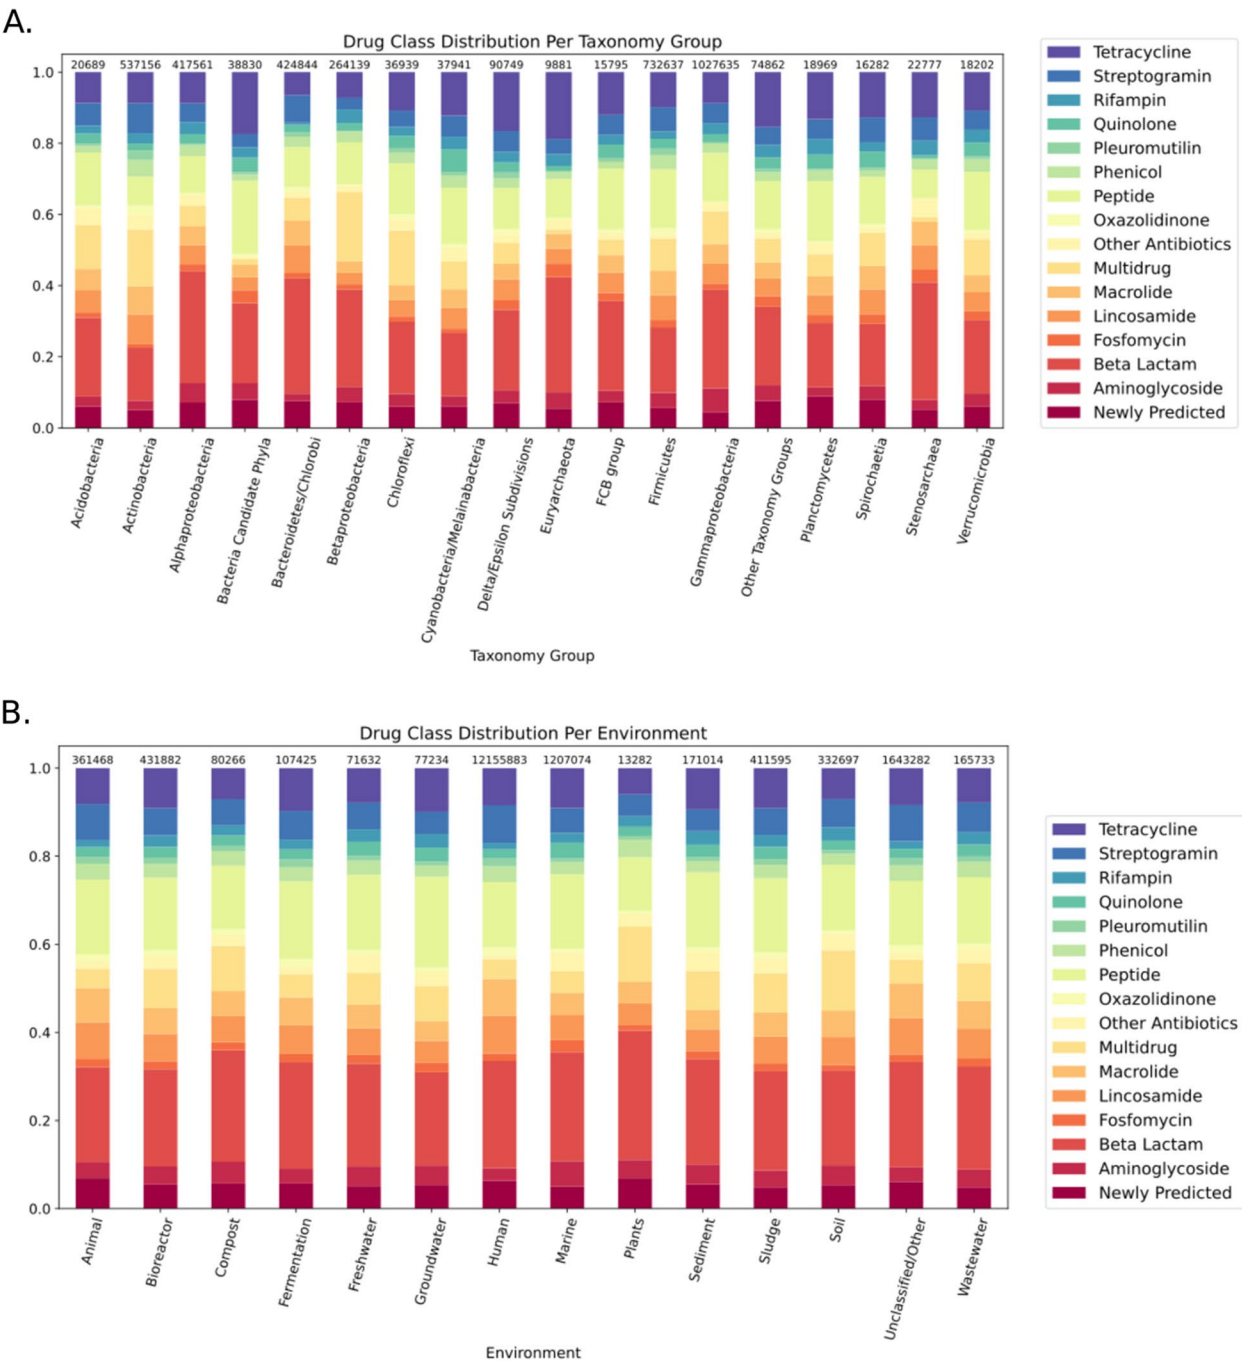 A.
Drug Class Distribution Per Taxonomy Group
20689 537156 417561 38830 424844 264139 36939 37941 90749 9881 15795 732637 1027635 74862 18969 16282 22777 18202
1.0
0.8
0.6
0.4
0.2
0.0
Acidobacteria
Actinobacteria
Alphaproteobacteria
Bacteria Candidate Phyla
Bacteroidetes/Chlorobi
Betaproteobacteria
Chloroflexi
Cyanobacteria/Melainabacteria
Delta/Epsilon Subdivisions
Euryarchaeota
FCB group
Firmicutes
Gammaproteobacteria
Other Taxonomy Groups
Planctomycetes
Spirochaetia
Stenosarchaea
Verrucomicrobia
Taxonomy Group
Tetracycline
Streptogramin
Rifampin
Quinolone
Pleuromutilin
Phenicol
Peptide
Oxazolidinone
Other Antibiotics
Multidrug
Macrolide
Lincosamide
Fosfomycin
Beta Lactam
Aminoglycoside
Newly Predicted
B.
Drug Class Distribution Per Environment
361468 431882 80266 107425 71632 77234 12155883 1207074 13282 171014 411595 332697 1643282 165733
1.0
0.8
0.6
0.4
0.2
0.0
Animal
Bioreactor
Compost
Fermentation
Freshwater
Groundwater
Human
Marine
Plants
Sediment
Sludge
Soil
Unclassified/Other
Wastewater
Environment
Tetracycline
Streptogramin
Rifampin
Quinolone
Pleuromutilin
Phenicol
Peptide
Oxazolidinone
Other Antibiotics
Multidrug
Macrolide
Lincosamide
Fosfomycin
Beta Lactam
Aminoglycoside
Newly Predicted